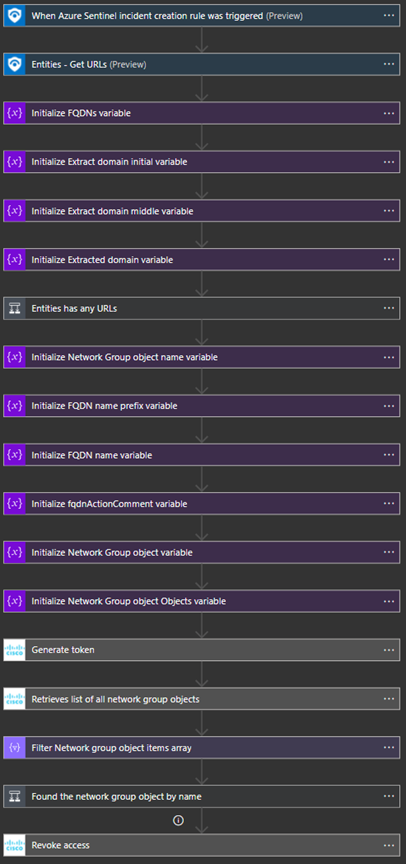 When Azure Sentinel incident creation rule was triggered (Preview)
Entities - Get URLs (Preview)
{x} Initialize FQDNs variable
{x} Initialize Extract domain initial variable
{x} Initialize Extract domain middle variable
{x} Initialize Extracted domain variable
Entities has any URLs
{x} Initialize Network Group object name variable
{x} Initialize FQDN name prefix variable
{x} Initialize FQDN name variable
{x} Initialize fqdnActionComment variable
{x} Initialize Network Group object variable
{x} Initialize Network Group object Objects variable
CISCO Generate token
CISCO Retrieves list of all network group objects
Filter Network group object items array
Found the network group object by name
CISCO Revoke access